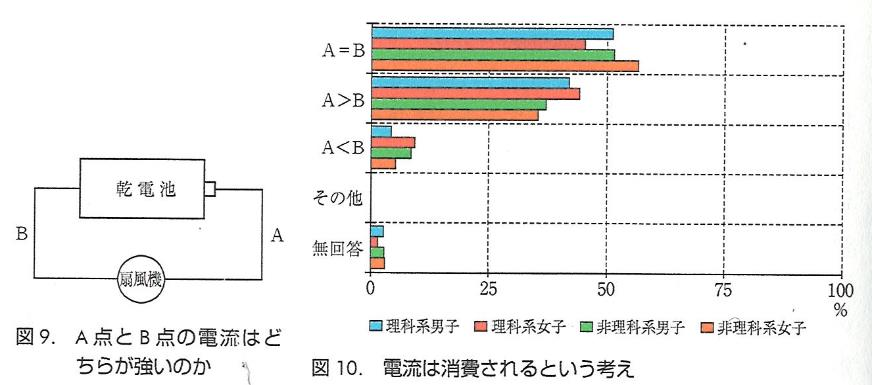 乾電池
B
A
扇風機
図9. A点とB点の電流はど
ちらが強いのか
A=B
A>B
A<B
その他
無回答
0 25 50 75 100
%
理科系男子 理科系女子 非理科系男子 非理科系女子
図10. 電流は消費されるという考え